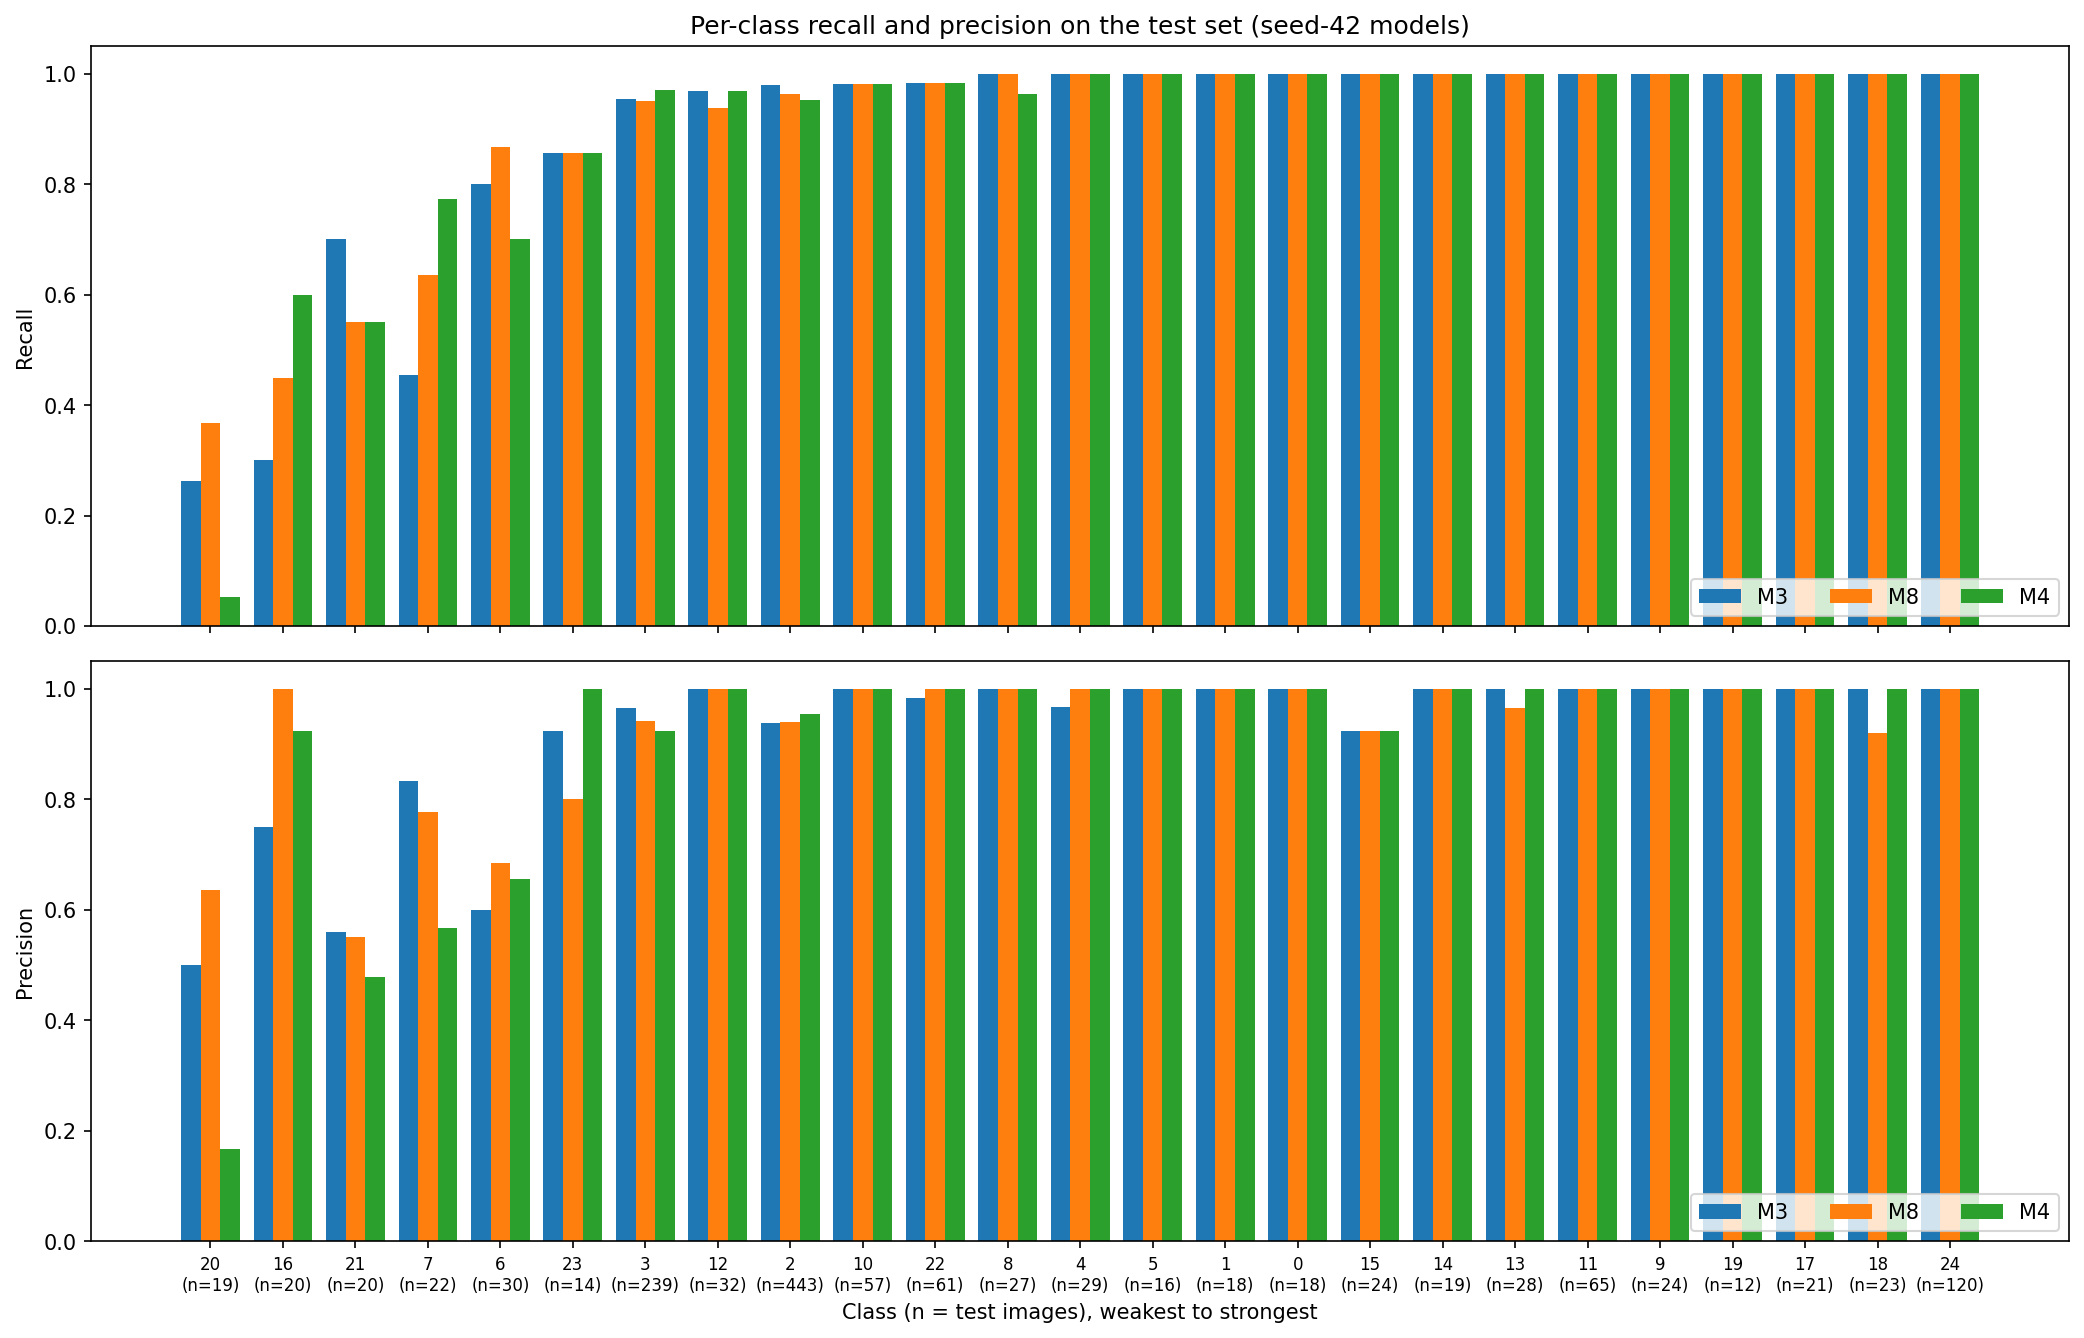 Per-class recall and precision on the test set (seed-42 models)
1.0
0.8
0.6
0.4
0.2
0.0
Recall
M3 M8 M4
1.0
0.8
0.6
0.4
0.2
0.0
Precision
M3 M8 M4
20 16 21 7 6 23 3 12 2 10 22 8 4 5 1 0 15 14 13 11 9 19 17 18 24
(n=19) (n=20) (n=20) (n=22) (n=30) (n=14) (n=239) (n=32) (n=443) (n=57) (n=61) (n=27) (n=29) (n=16) (n=18) (n=18) (n=24) (n=19) (n=28) (n=65) (n=24) (n=12) (n=21) (n=23) (n=120)
Class (n = test images), weakest to strongest